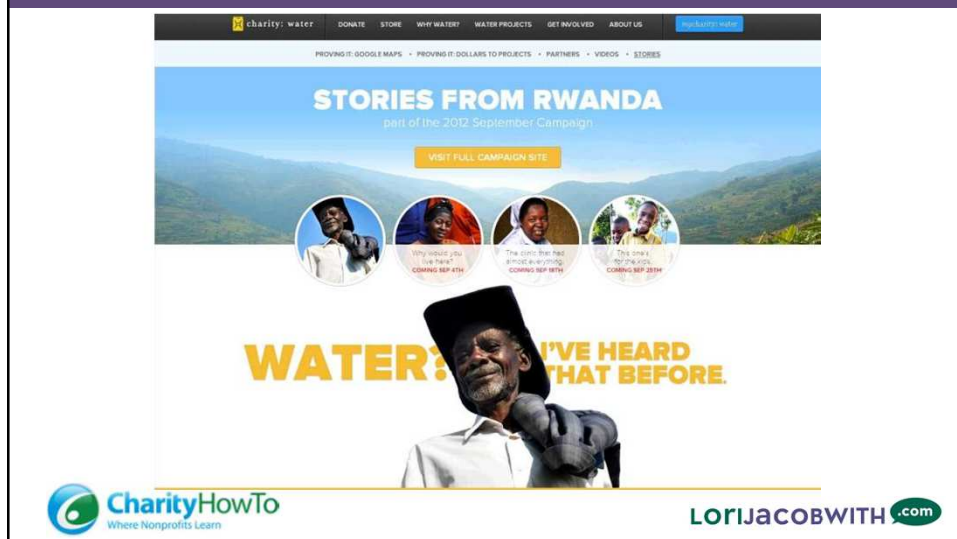 charity: water DONATE STORE WHY WATER? WATER PROJECTS GET INVOLVED ABOUT US mycharity: water
PROVING IT: GOOGLE MAPS • PROVING IT: DOLLARS TO PROJECTS • PARTNERS • VIDEOS • STORIES
STORIES FROM RWANDA
part of the 2012 September Campaign
VISIT FULL CAMPAIGN SITE
Why would you
live here?
COMING SEP 4TH
The clinic that had
almost everything.
COMING SEP 18TH
This one's
for the kids.
COMING SEP 25TH
WATER? I'VE HEARD
THAT BEFORE.
CharityHowTo
Where Nonprofits Learn
LORIJACOBWITH .com